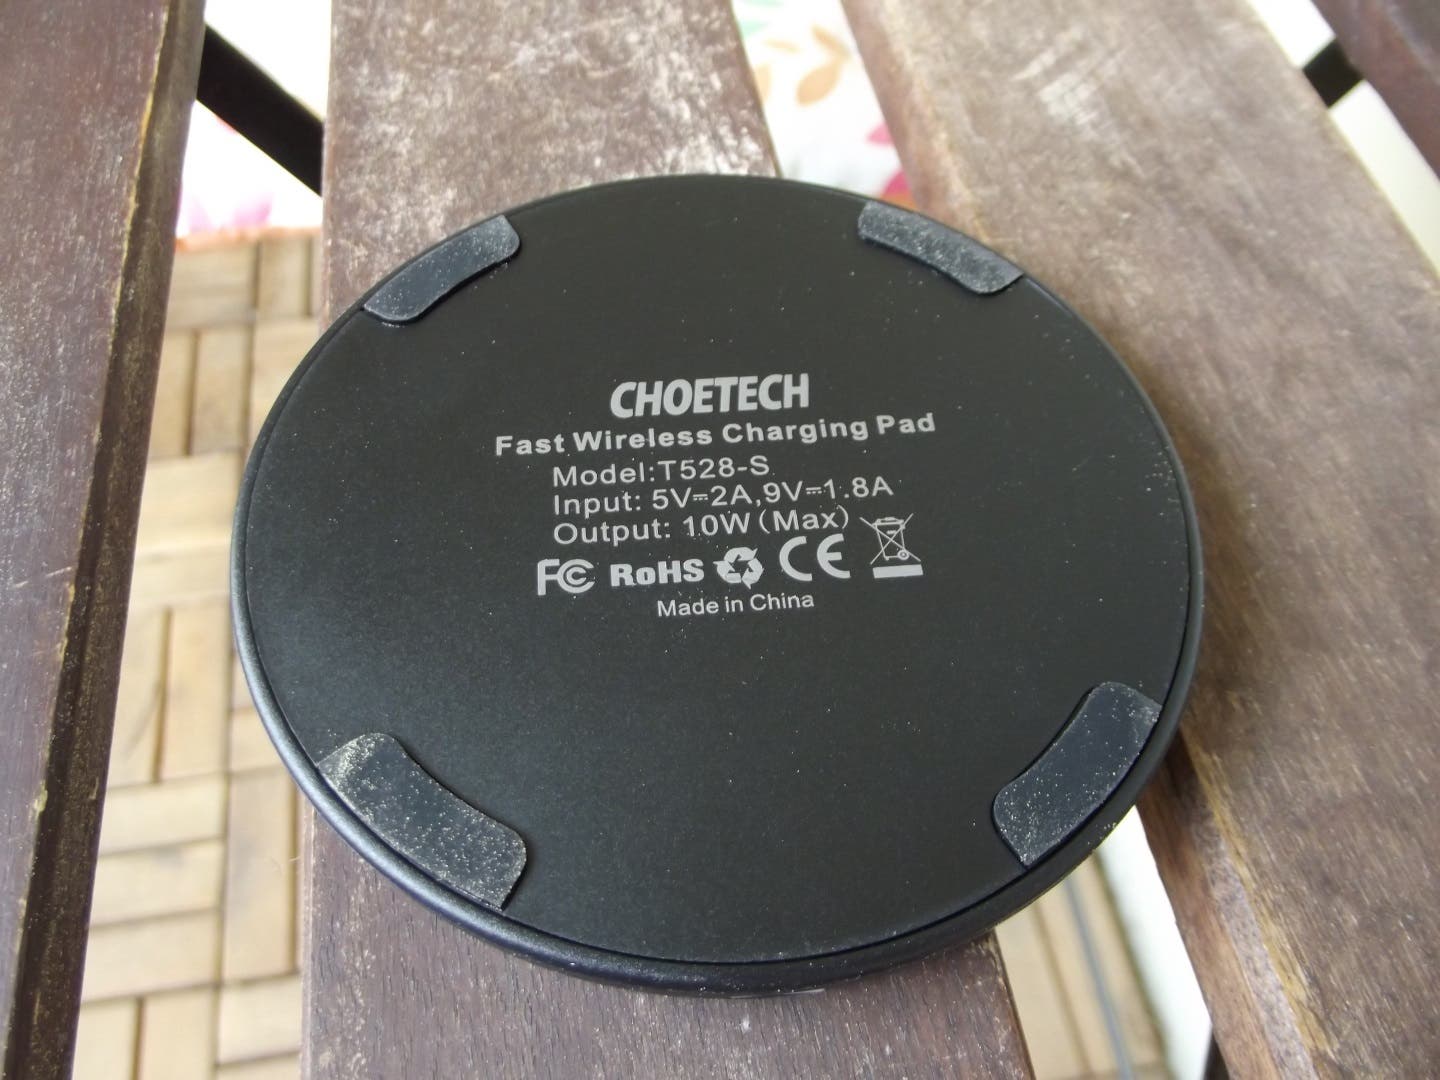 CHOETECH
Fast Wireless Charging Pad
Model:T528-S
Input: 5V⎓2A,9V⎓1.8A
Output: 10W(Max)
FC RoHS CE
Made in China